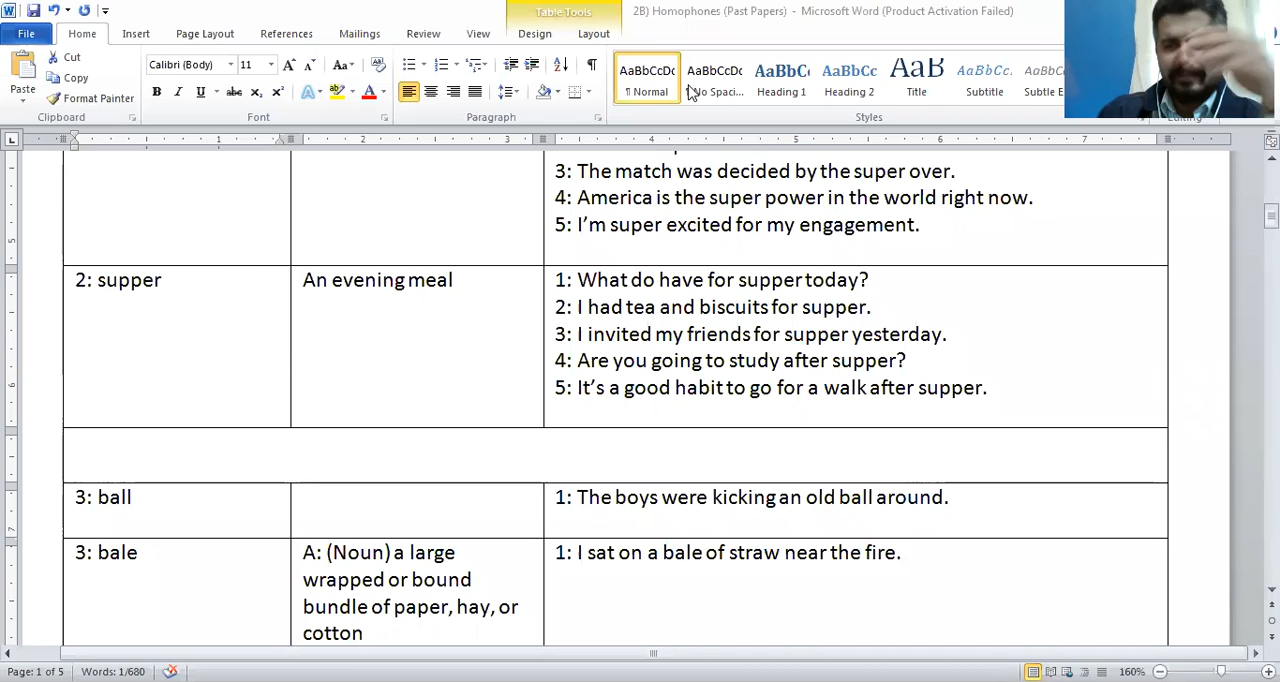 Table Tools
2B) Homophones (Past Papers) - Microsoft Word (Product Activation Failed)
File Home Insert Page Layout References Mailings Review View Design Layout
Paste
Cut
Copy
Format Painter
Clipboard
Calibri (Body) 11
Font
Paragraph
AaBbCcDc
¶ Normal
AaBbCcDc
No Spaci...
AaBbCc
Heading 1
AaBbCc
Heading 2
AaB
Title
AaBbCc.
Subtitle
AaBbCc
Subtle E
Styles
Editing
3: The match was decided by the super over.
4: America is the super power in the world right now.
5: I'm super excited for my engagement.
2: supper
An evening meal
1: What do have for supper today?
2: I had tea and biscuits for supper.
3: I invited my friends for supper yesterday.
4: Are you going to study after supper?
5: It's a good habit to go for a walk after supper.
3: ball
1: The boys were kicking an old ball around.
3: bale
A: (Noun) a large
wrapped or bound
bundle of paper, hay, or
cotton
1: I sat on a bale of straw near the fire.
Page: 1 of 5 Words: 1/680
160%